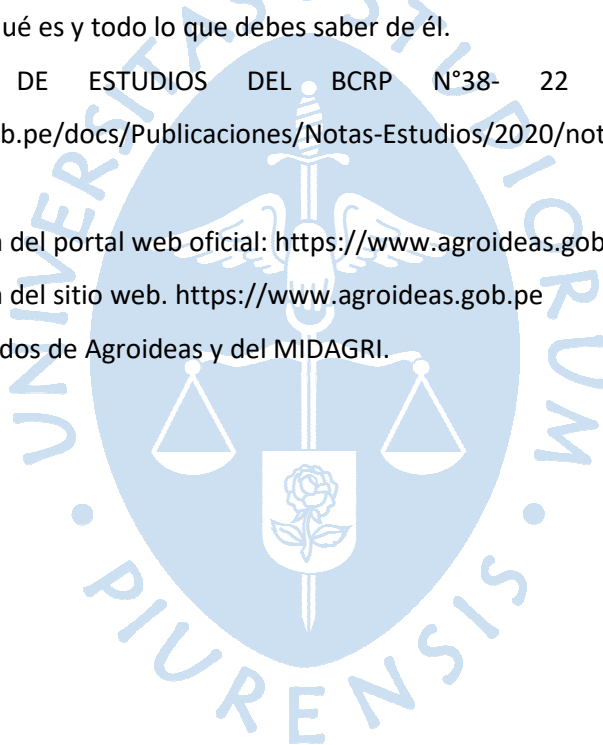 ué es y todo lo que debes saber de él.
DE ESTUDIOS DEL BCRP N°38- 22
b.pe/docs/Publicaciones/Notas-Estudios/2020/not
del portal web oficial: https://www.agroideas.gob
del sitio web. https://www.agroideas.gob.pe
dos de Agroideas y del MIDAGRI.
UNIVERSITAS STUDIORUM
PIURENSIS